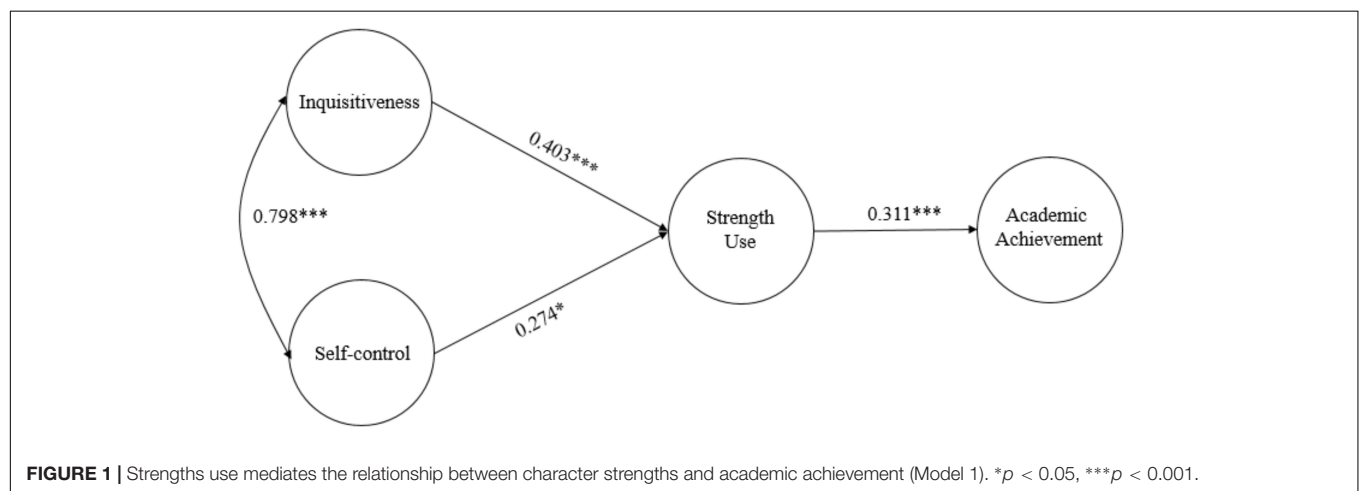 Inquisitiveness
0.403***
0.798***
Strength
Use
0.311***
Academic
Achievement
0.274*
Self-control
FIGURE 1 | Strengths use mediates the relationship between character strengths and academic achievement (Model 1). *p < 0.05, ***p < 0.001.